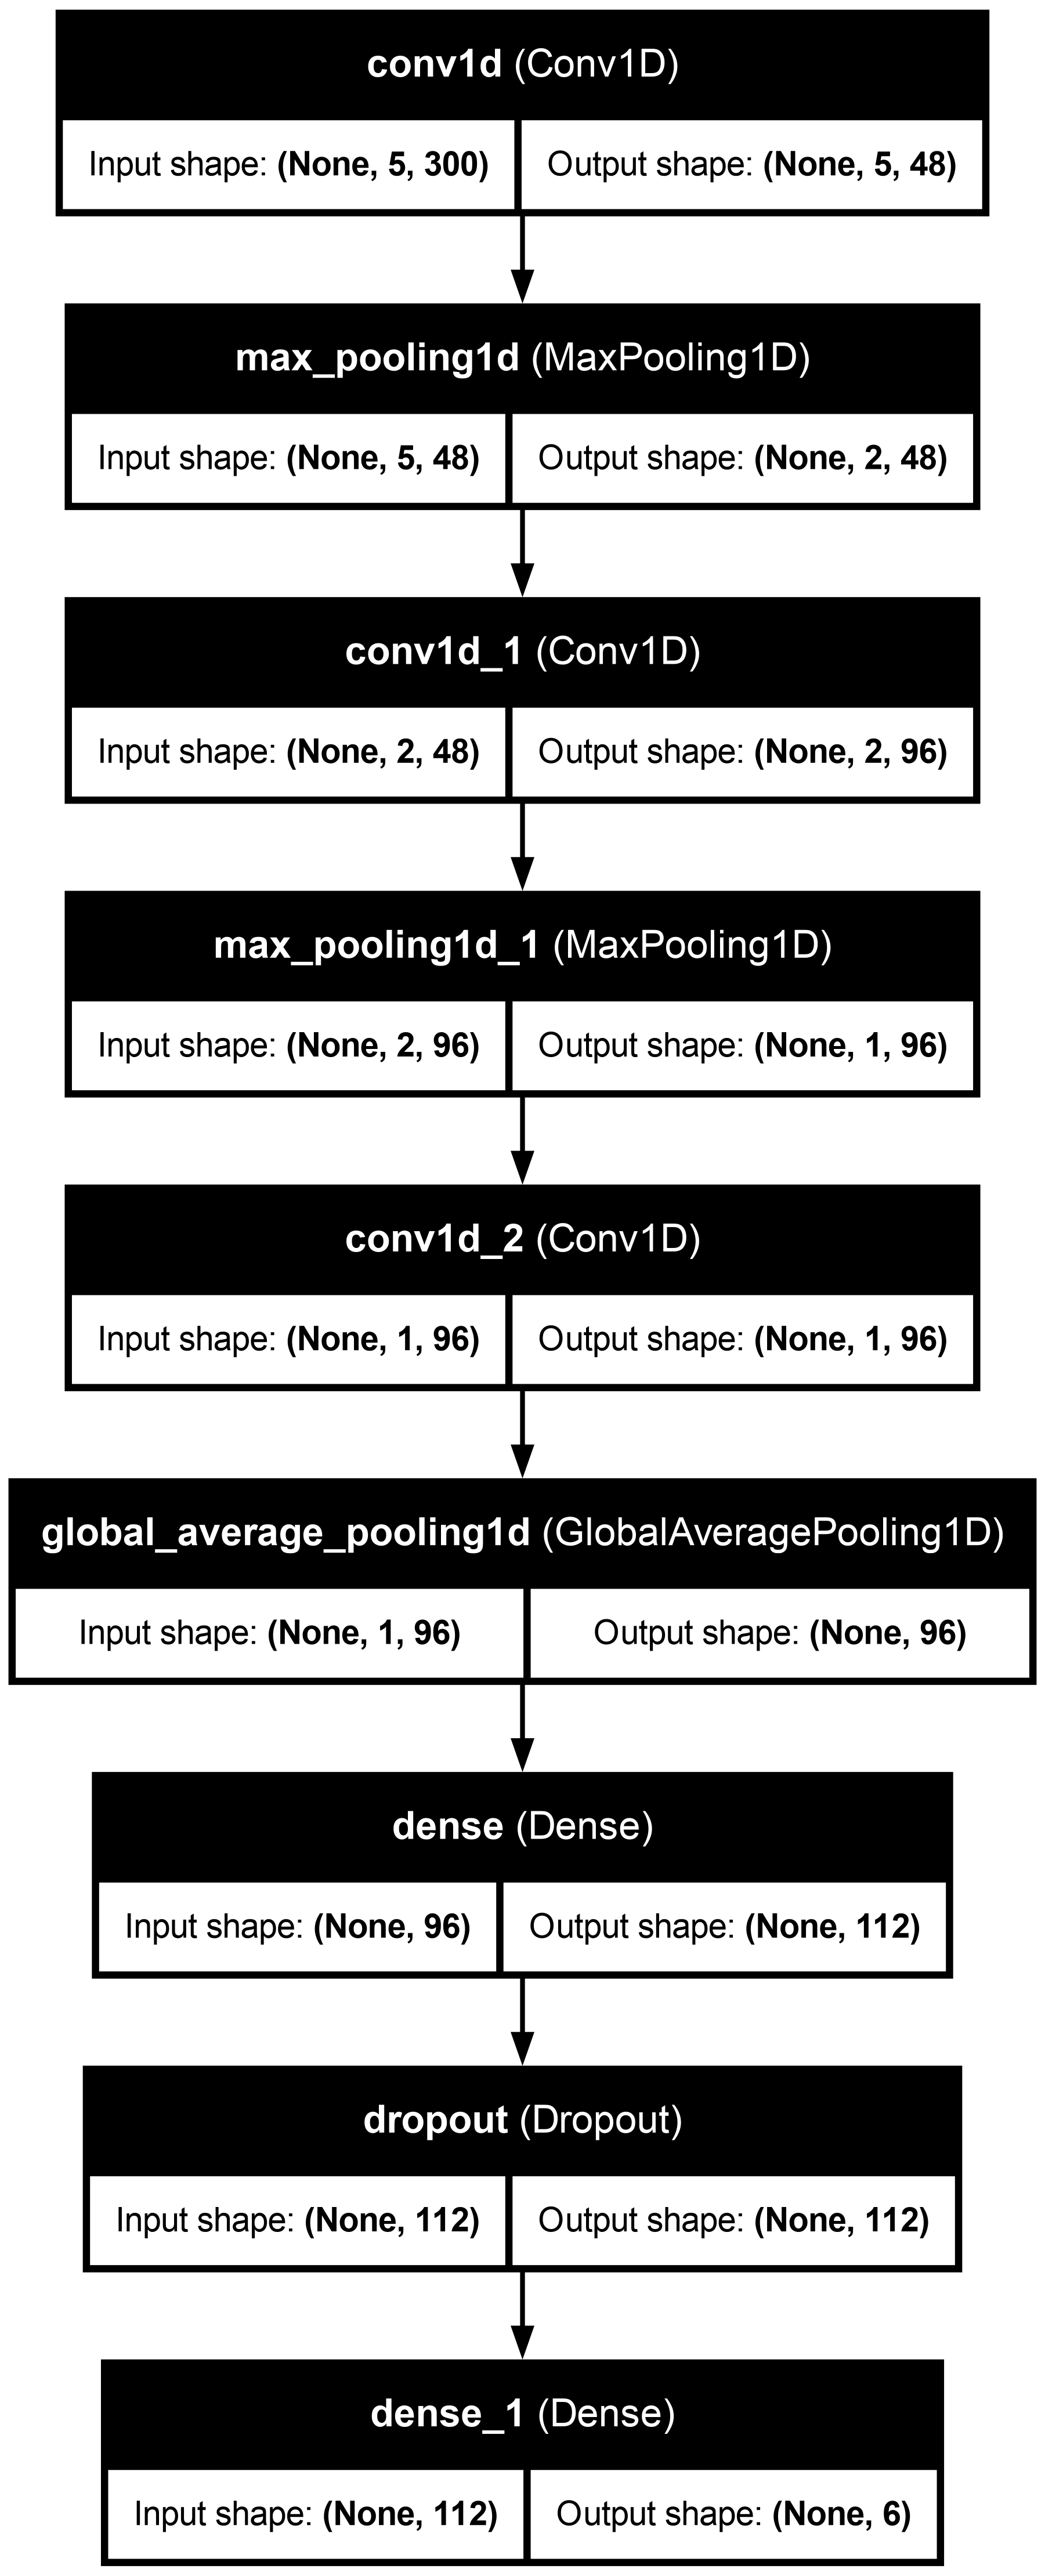 conv1d (Conv1D)
Input shape: (None, 5, 300) Output shape: (None, 5, 48)
max_pooling1d (MaxPooling1D)
Input shape: (None, 5, 48) Output shape: (None, 2, 48)
conv1d_1 (Conv1D)
Input shape: (None, 2, 48) Output shape: (None, 2, 96)
max_pooling1d_1 (MaxPooling1D)
Input shape: (None, 2, 96) Output shape: (None, 1, 96)
conv1d_2 (Conv1D)
Input shape: (None, 1, 96) Output shape: (None, 1, 96)
global_average_pooling1d (GlobalAveragePooling1D)
Input shape: (None, 1, 96) Output shape: (None, 96)
dense (Dense)
Input shape: (None, 96) Output shape: (None, 112)
dropout (Dropout)
Input shape: (None, 112) Output shape: (None, 112)
dense_1 (Dense)
Input shape: (None, 112) Output shape: (None, 6)